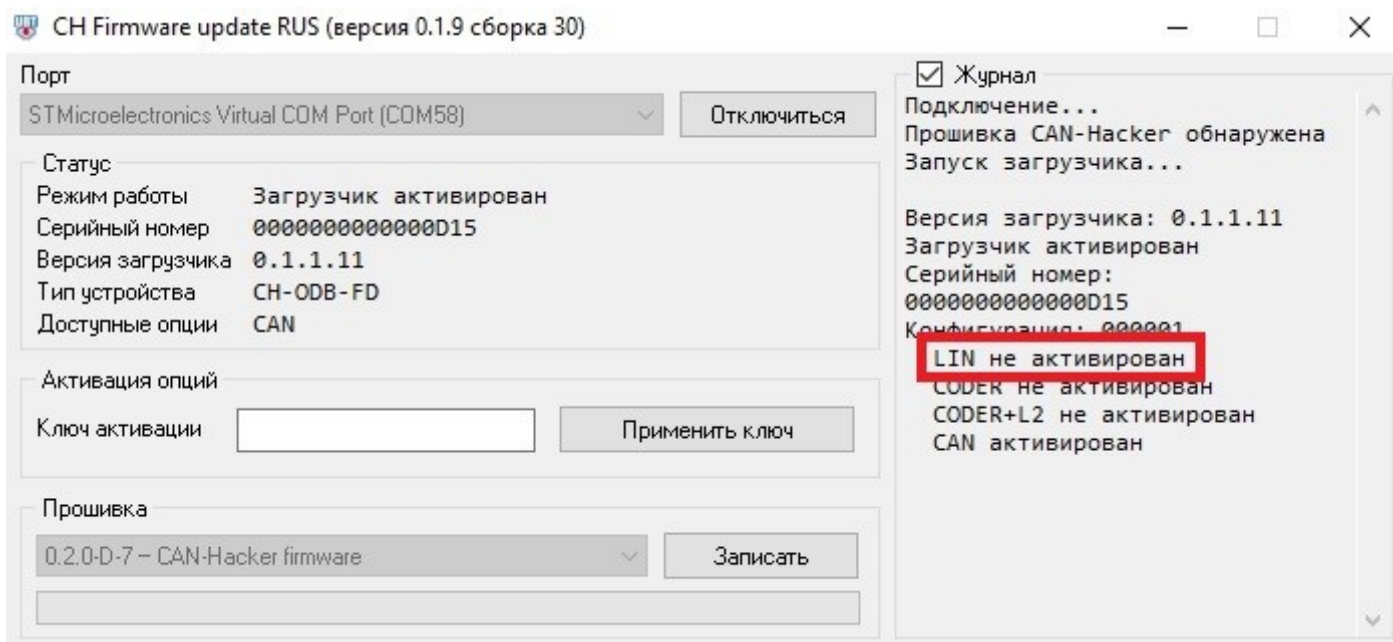 CH Firmware update RUS (версия 0.1.9 сборка 30)
Порт
STMicroelectronics Virtual COM Port (COM58)
Отключиться
Статус
Режим работы Загрузчик активирован
Серийный номер 0000000000000D15
Версия загрузчика 0.1.1.11
Тип устройства CH-ODB-FD
Доступные опции CAN
Активация опций
Ключ активации
Применить ключ
Прошивка
0.2.0-D-7 – CAN-Hacker firmware
Записать
Журнал
Подключение...
Прошивка CAN-Hacker обнаружена
Запуск загрузчика...
Версия загрузчика: 0.1.1.11
Загрузчик активирован
Серийный номер:
0000000000000D15
Конфигурация: 000001
LIN не активирован
CODER не активирован
CODER+L2 не активирован
CAN активирован